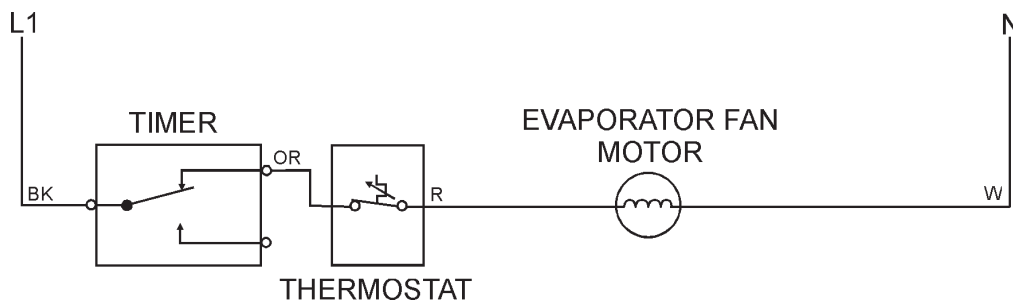 L1
N
TIMER
EVAPORATOR FAN
MOTOR
OR
BK
R
W
THERMOSTAT